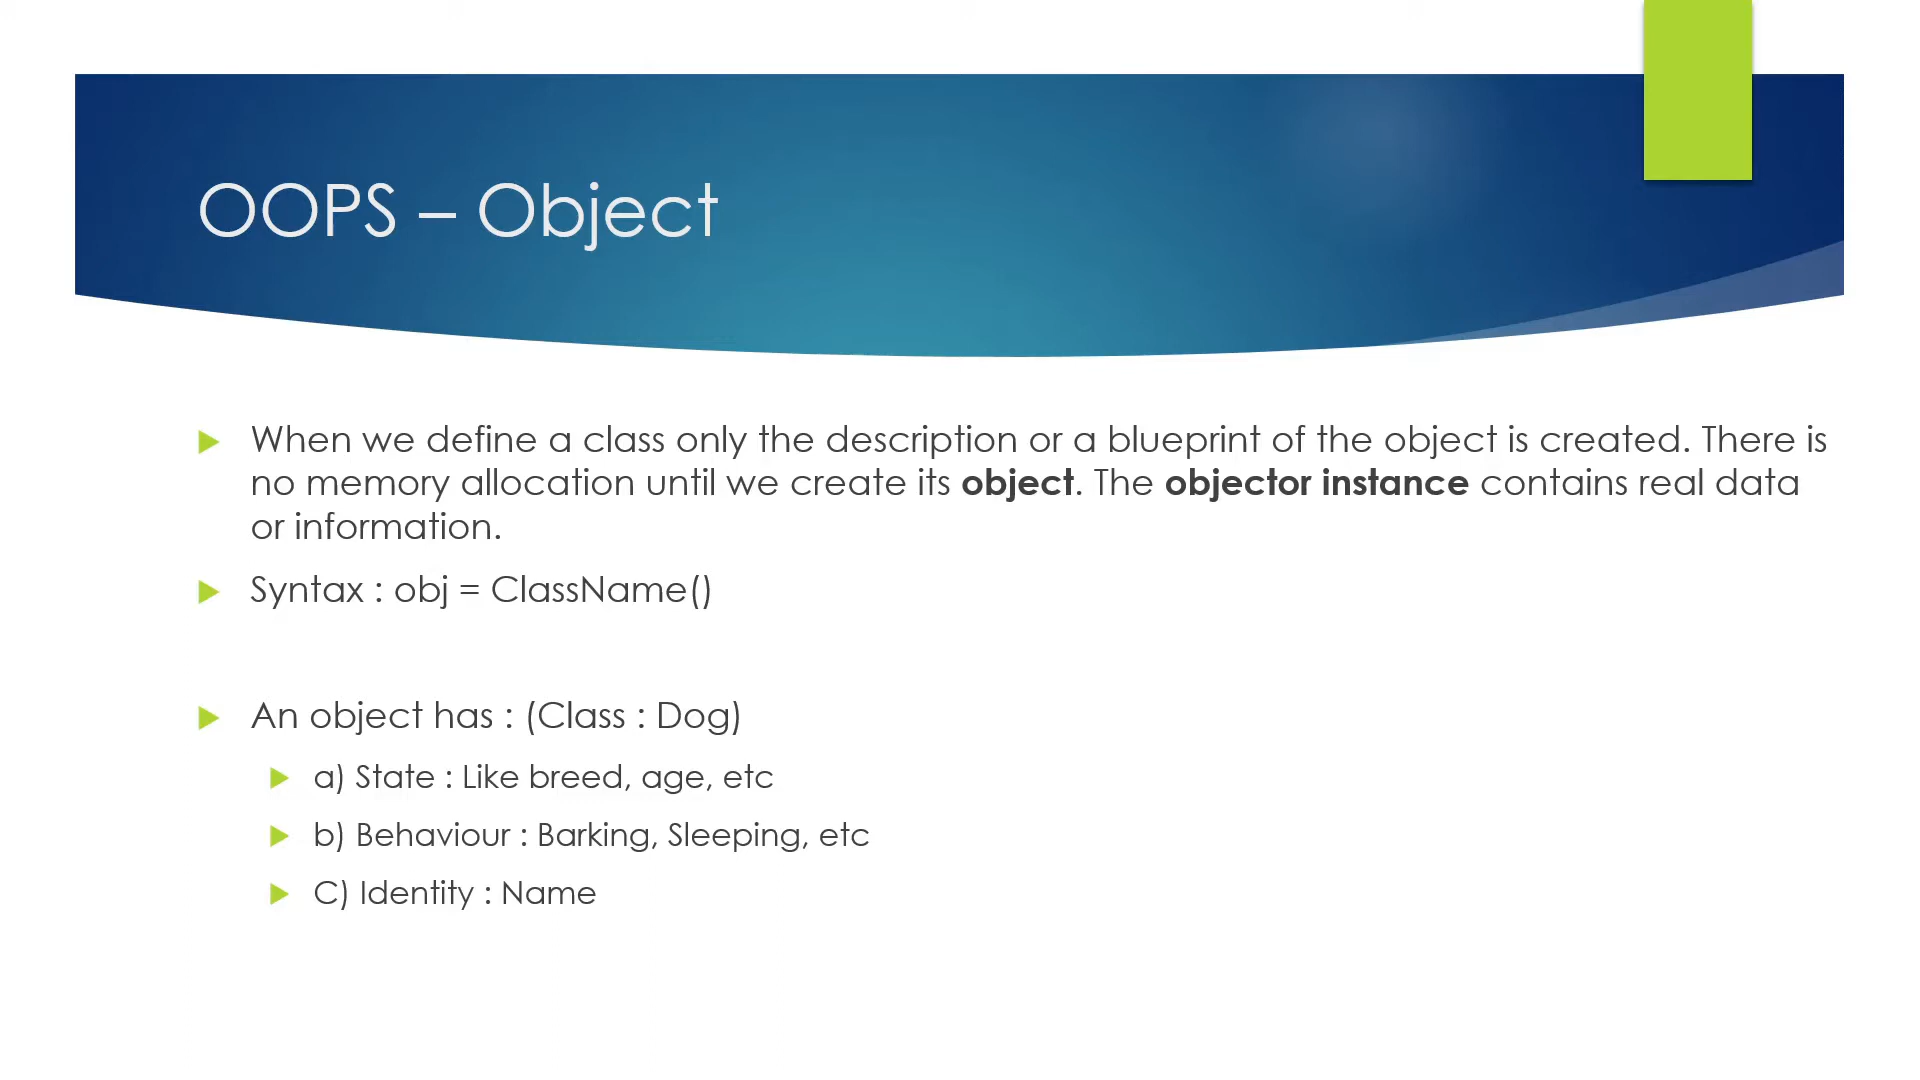 OOPS – Object
When we define a class only the description or a blueprint of the object is created. There is
no memory allocation until we create its object. The objector instance contains real data
or information.
Syntax : obj = ClassName()
An object has : (Class : Dog)
a) State : Like breed, age, etc
b) Behaviour : Barking, Sleeping, etc
C) Identity : Name